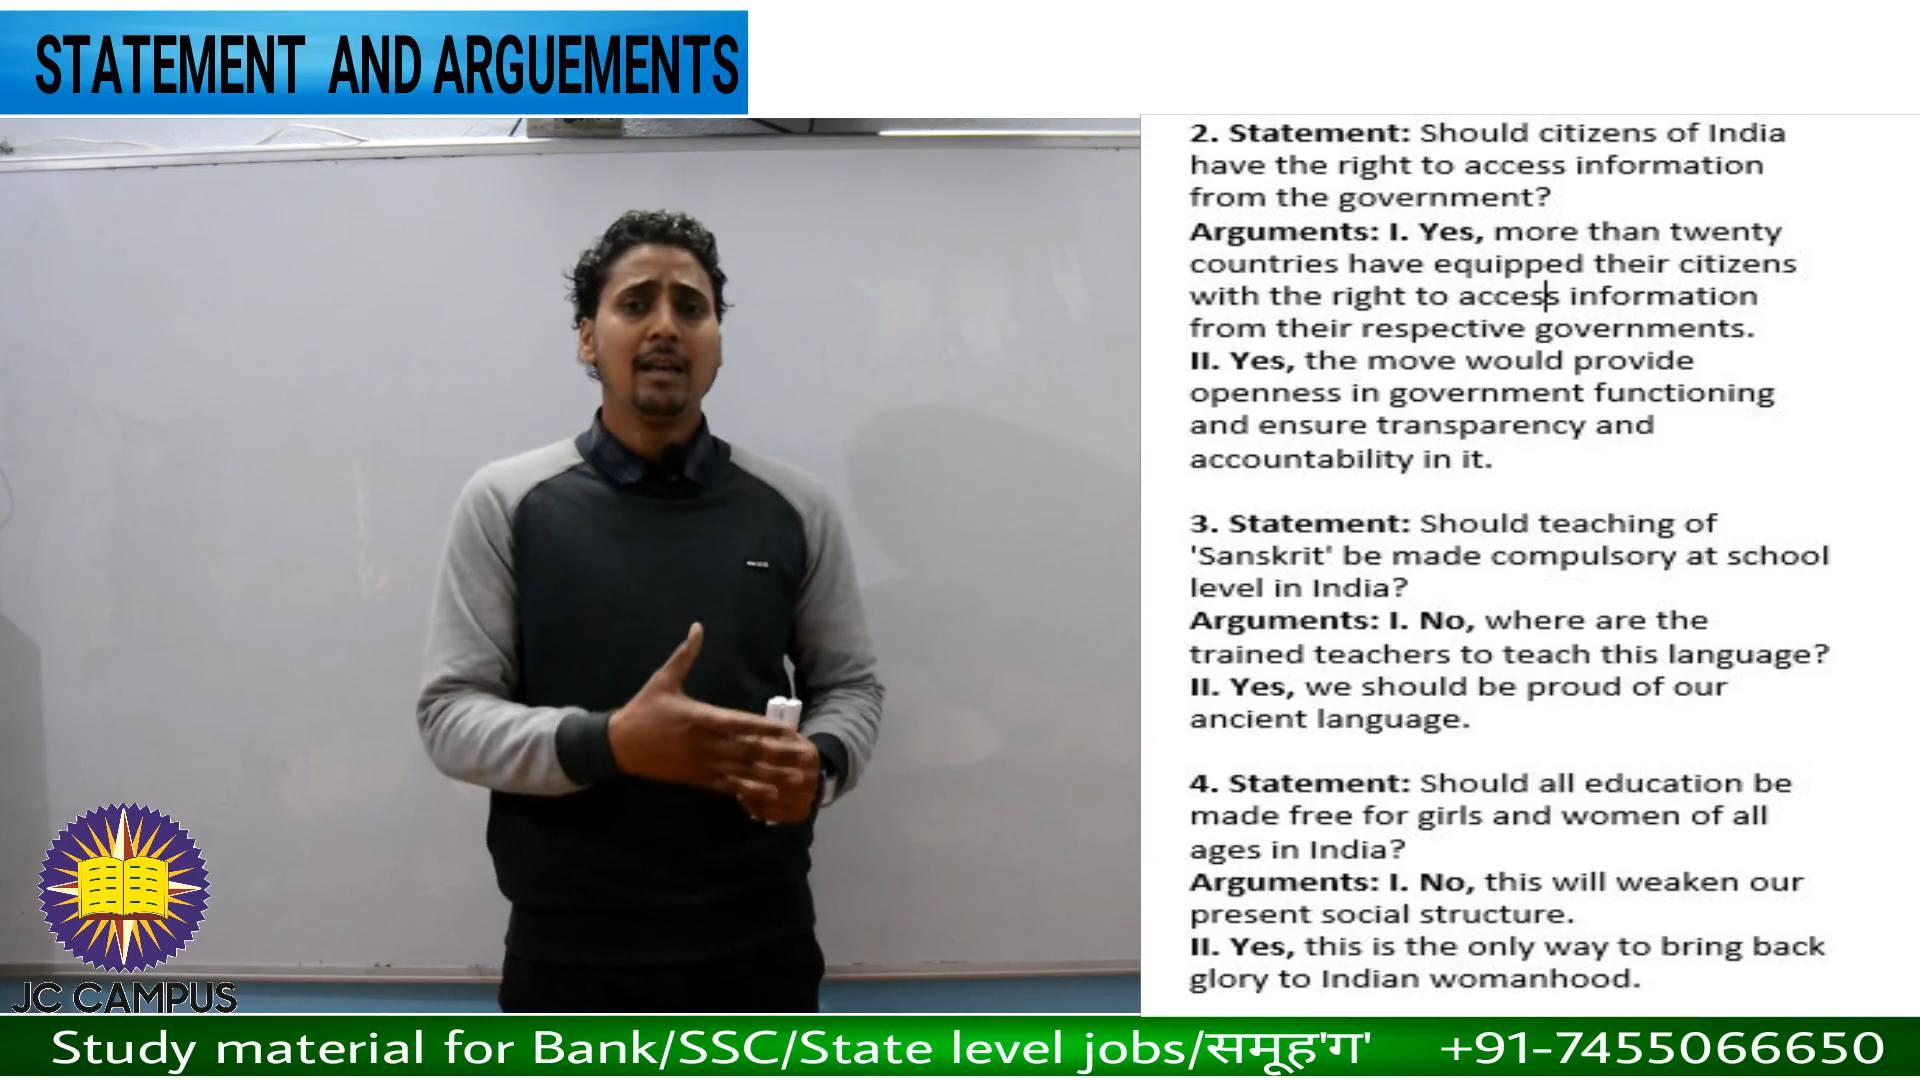 STATEMENT AND ARGUEMENTS
2. Statement: Should citizens of India
have the right to access information
from the government?
Arguments: I. Yes, more than twenty
countries have equipped their citizens
with the right to access information
from their respective governments.
II. Yes, the move would provide
openness in government functioning
and ensure transparency and
accountability in it.
3. Statement: Should teaching of
'Sanskrit' be made compulsory at school
level in India?
Arguments: I. No, where are the
trained teachers to teach this language?
II. Yes, we should be proud of our
ancient language.
4. Statement: Should all education be
made free for girls and women of all
ages in India?
Arguments: I. No, this will weaken our
present social structure.
II. Yes, this is the only way to bring back
glory to Indian womanhood.
JC CAMPUS
Study material for Bank/SSC/State level jobs/समूह'ग' +91-7455066650